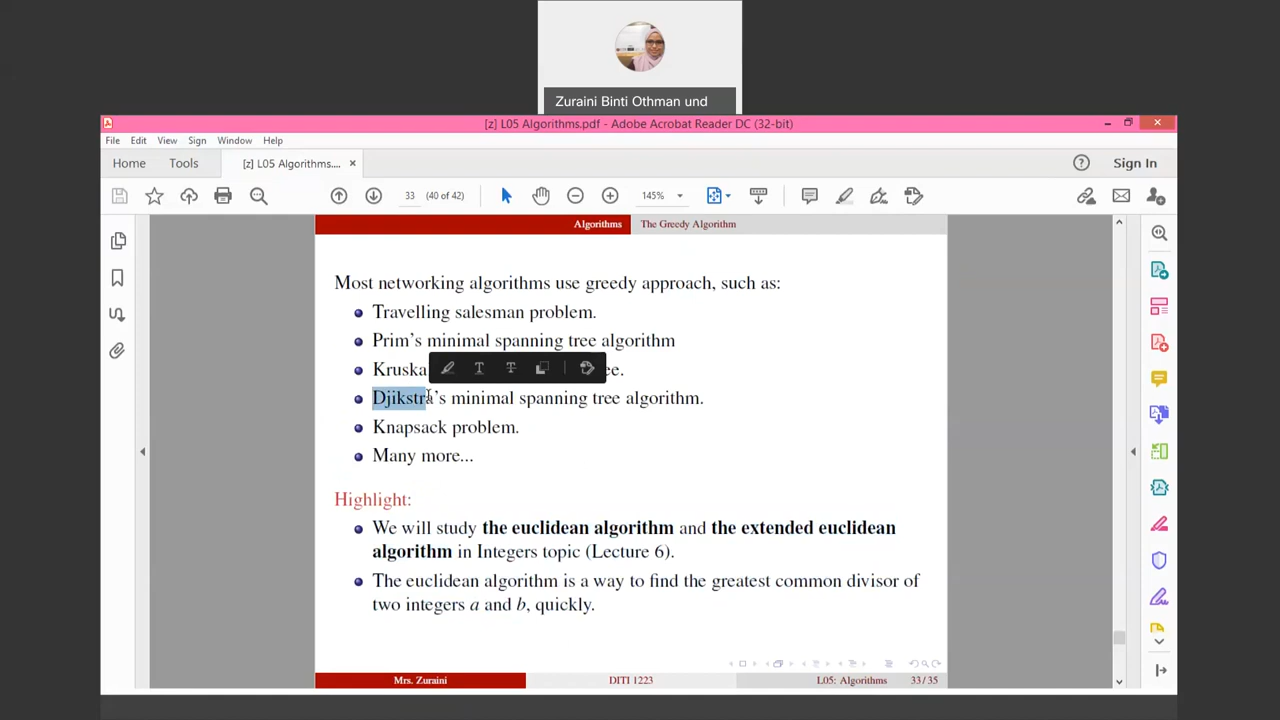 Zuraini Binti Othman und
[z] L05 Algorithms.pdf - Adobe Acrobat Reader DC (32-bit)
File Edit View Sign Window Help
Home Tools [z] L05 Algorithms.... × Sign In
33 (40 of 42) 145%
Algorithms The Greedy Algorithm
Most networking algorithms use greedy approach, such as:
Travelling salesman problem.
Prim's minimal spanning tree algorithm
Kruska ee.
Djikstra's minimal spanning tree algorithm.
Knapsack problem.
Many more...
Highlight:
We will study the euclidean algorithm and the extended euclidean
algorithm in Integers topic (Lecture 6).
The euclidean algorithm is a way to find the greatest common divisor of
two integers a and b, quickly.
Mrs. Zuraini DITI 1223 L05: Algorithms 33/35